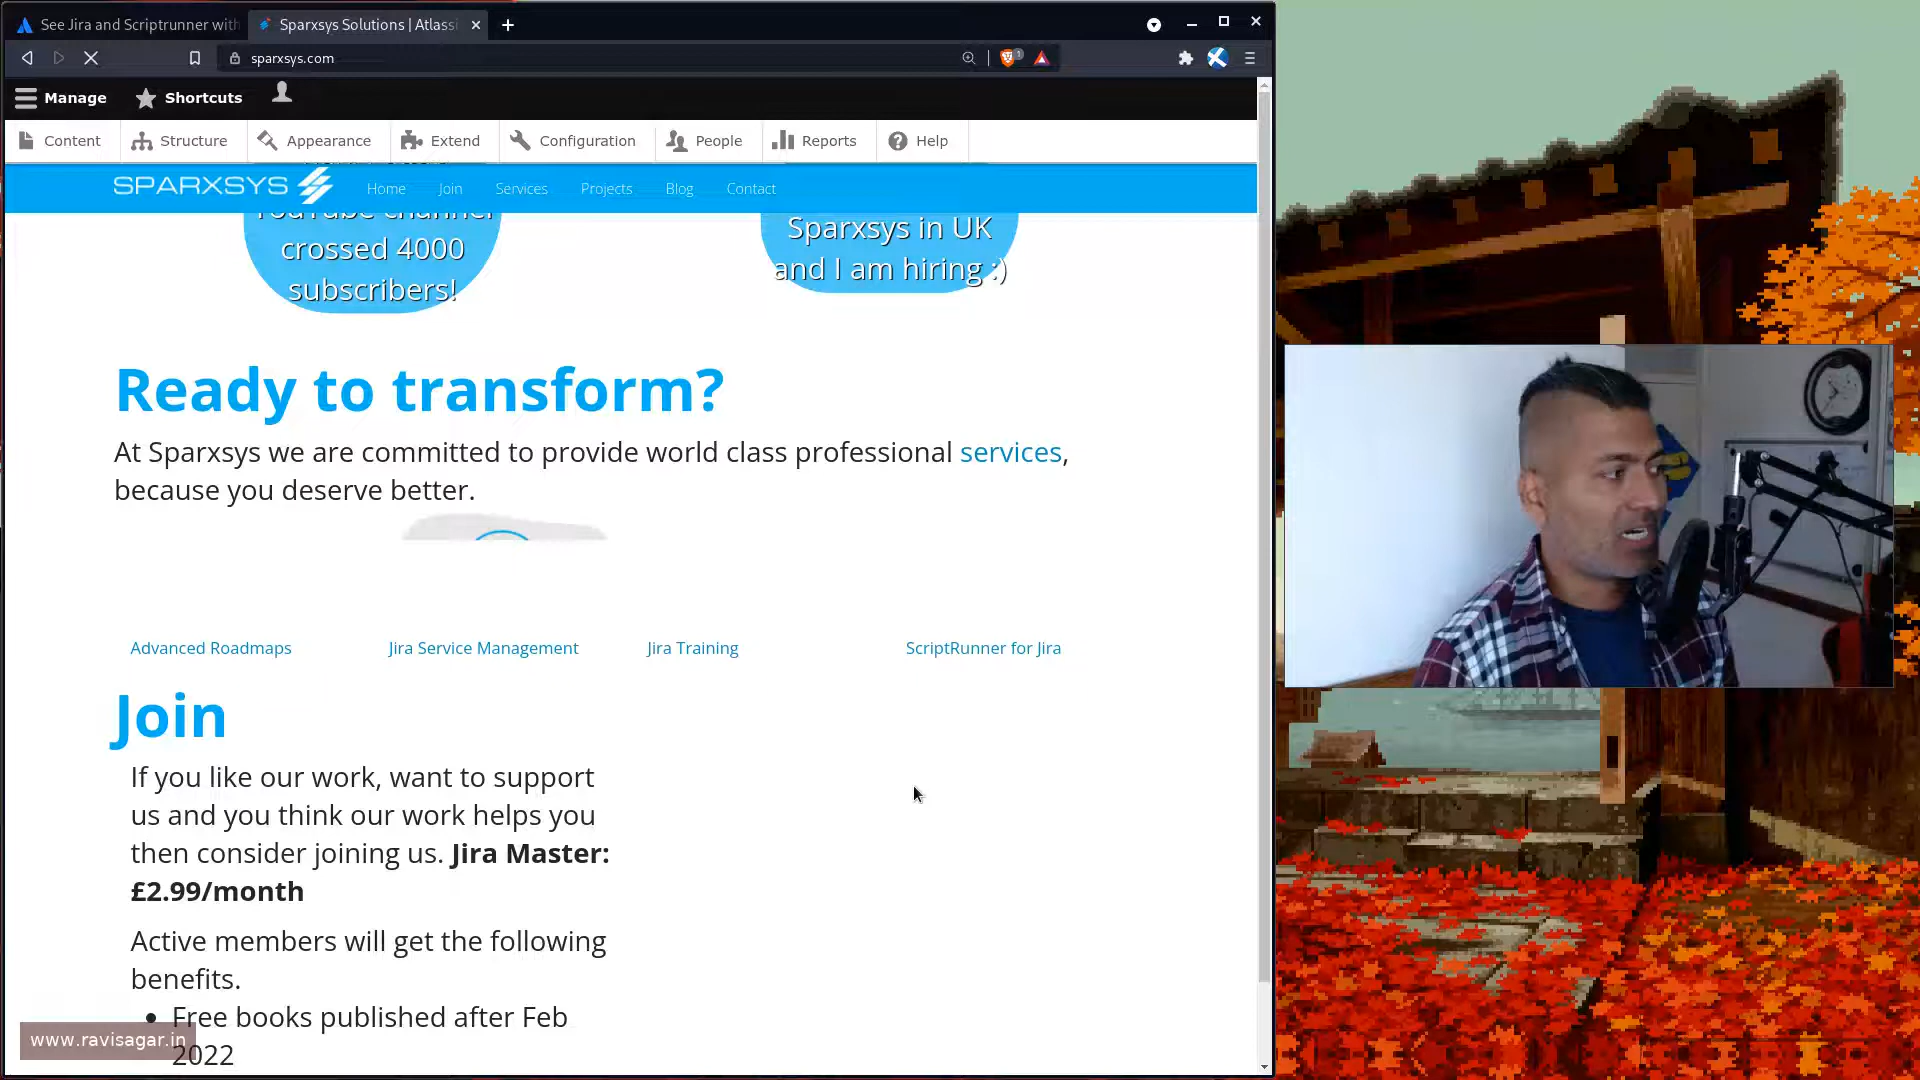 See Jira and Scriptrunner with
Sparxsys Solutions | Atlassi
sparxsys.com
1
Manage
Shortcuts
Content
Structure
Appearance
Extend
Configuration
People
Reports
Help
SPARXSYS
Home
Join
Services
Projects
Blog
Contact
YouTube channel
crossed 4000
subscribers!
Sparxsys in UK
and I am hiring :)
Ready to transform?
At Sparxsys we are committed to provide world class professional services,
because you deserve better.
Advanced Roadmaps
Jira Service Management
Jira Training
ScriptRunner for Jira
Join
If you like our work, want to support
us and you think our work helps you
then consider joining us. Jira Master:
£2.99/month
Active members will get the following
benefits.
Free books published after Feb
2022
www.ravisagar.in